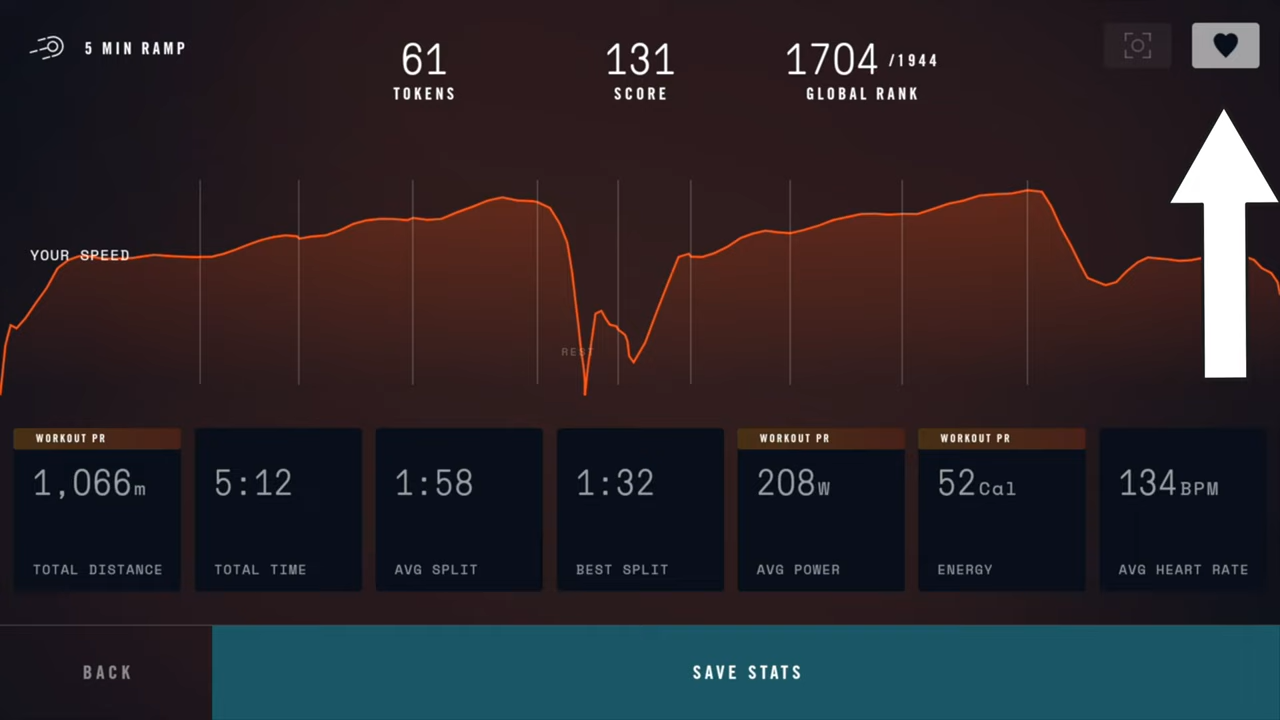 5 MIN RAMP
61
TOKENS
131
SCORE
1704 /1944
GLOBAL RANK
YOUR SPEED
REST
WORKOUT PR
1,066m
TOTAL DISTANCE
5:12
TOTAL TIME
1:58
AVG SPLIT
1:32
BEST SPLIT
WORKOUT PR
208W
AVG POWER
WORKOUT PR
52Cal
ENERGY
134BPM
AVG HEART RATE
BACK
SAVE STATS